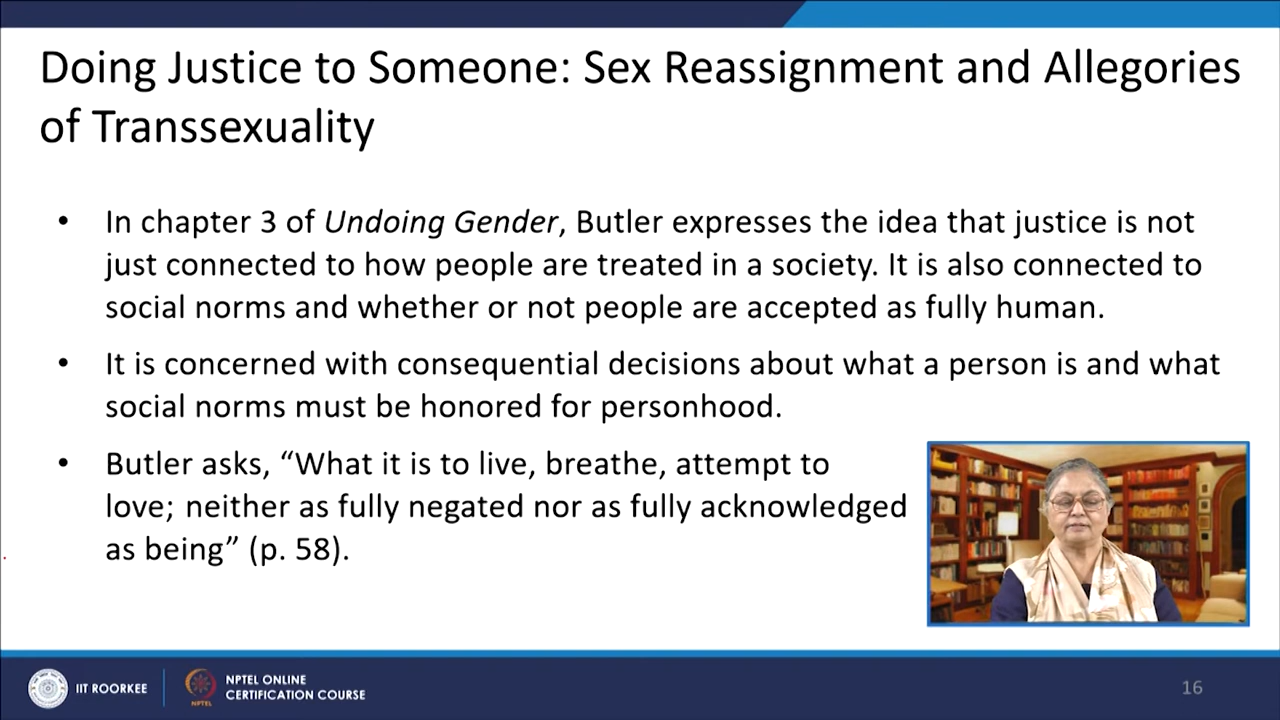 Doing Justice to Someone: Sex Reassignment and Allegories
of Transsexuality
• In chapter 3 of Undoing Gender, Butler expresses the idea that justice is not
just connected to how people are treated in a society. It is also connected to
social norms and whether or not people are accepted as fully human.
• It is concerned with consequential decisions about what a person is and what
social norms must be honored for personhood.
• Butler asks, “What it is to live, breathe, attempt to
love; neither as fully negated nor as fully acknowledged
as being” (p. 58).
IIT ROORKEE
NPTEL
NPTEL ONLINE
CERTIFICATION COURSE
16